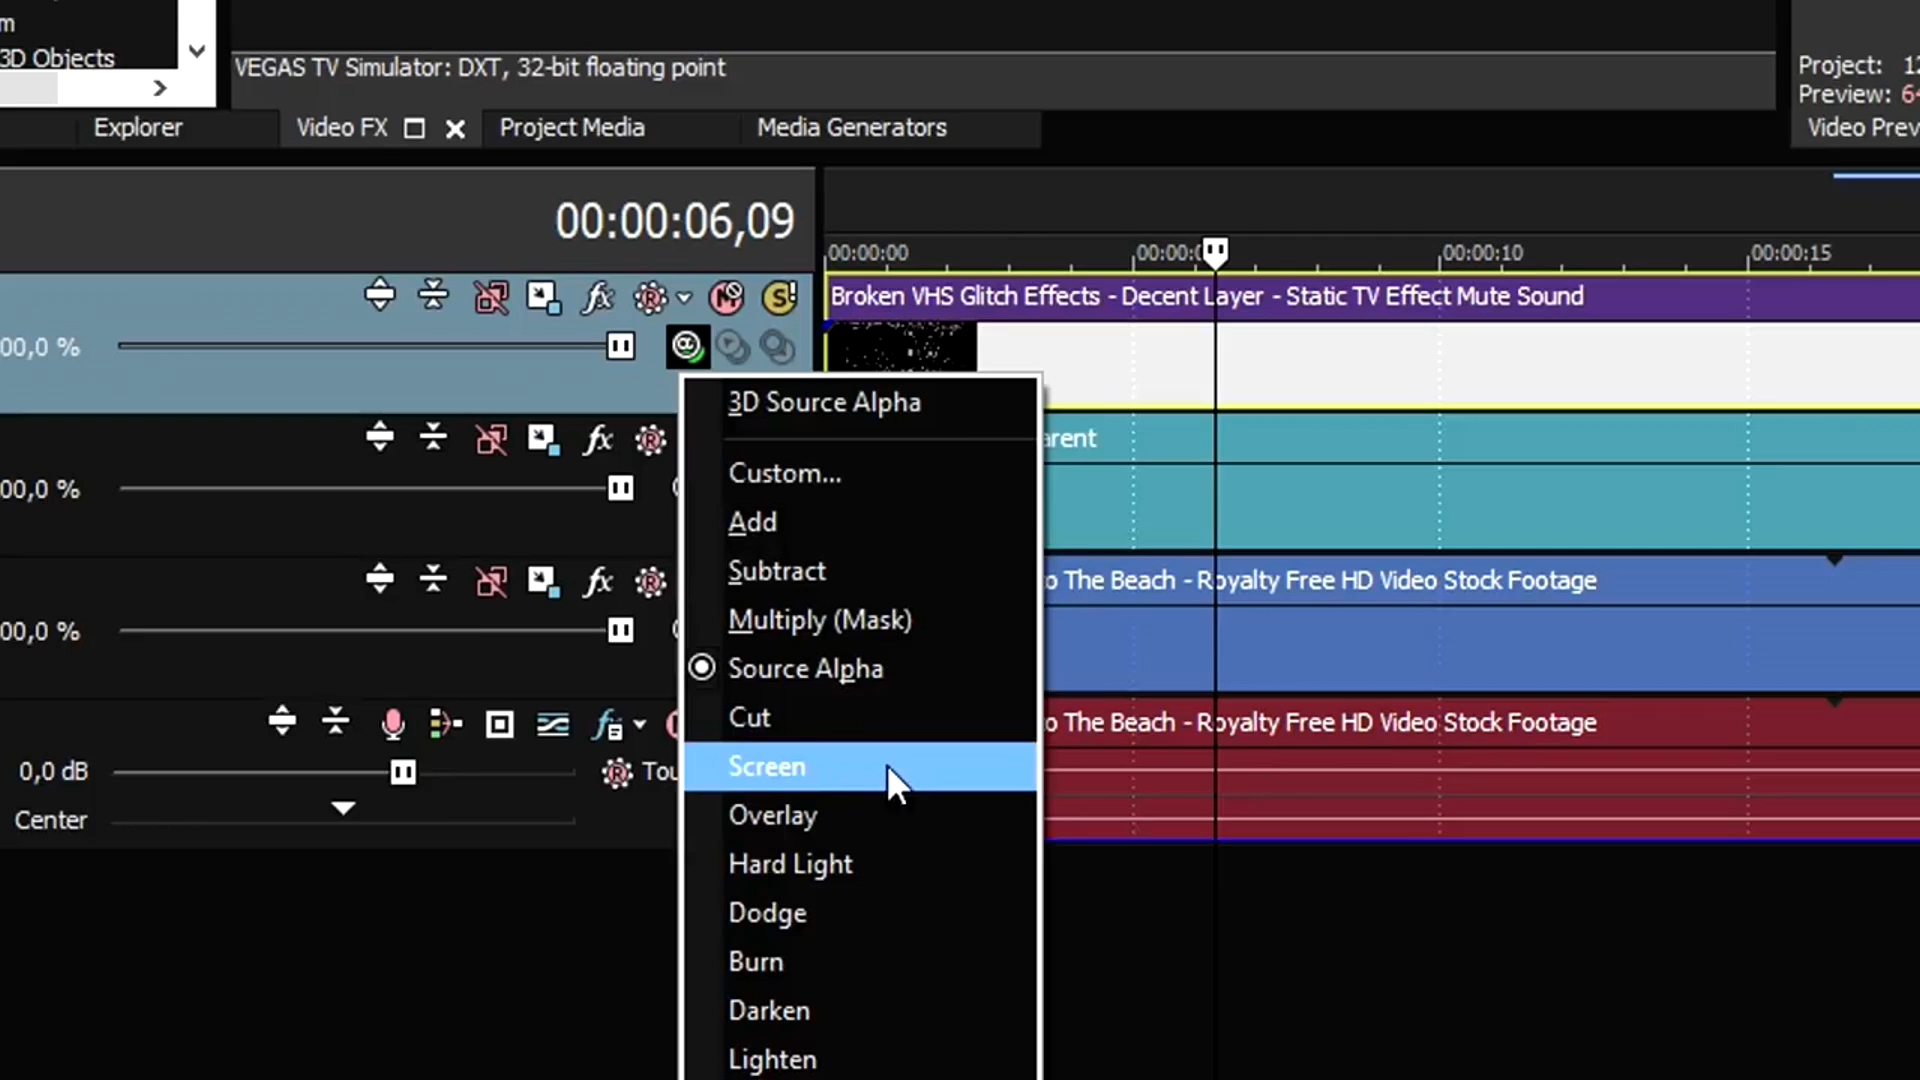 m
3D Objects
VEGAS TV Simulator: DXT, 32-bit floating point
Project: 12
Preview: 64
Explorer
Video FX
Project Media
Media Generators
Video Prev
00:00:06,09
00:00:00
00:00:0
00:00:10
00:00:15
Broken VHS Glitch Effects - Decent Layer - Static TV Effect Mute Sound
00,0 %
3D Source Alpha
arent
Custom...
00,0 %
Add
Subtract
o The Beach - Royalty Free HD Video Stock Footage
Multiply (Mask)
00,0 %
Source Alpha
Cut
o The Beach - Royalty Free HD Video Stock Footage
Screen
0,0 dB
Tou
Overlay
Center
Hard Light
Dodge
Burn
Darken
Lighten